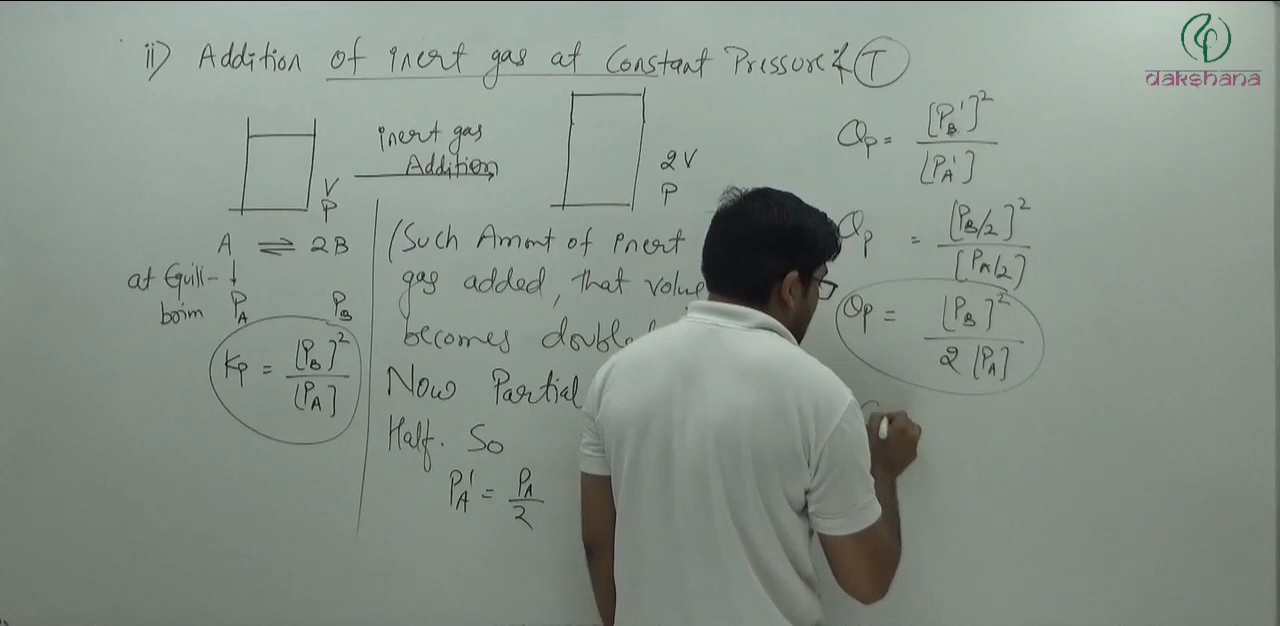 ii) Addition of inert gas at Constant Pressure & T
dakshana
inert gas
Addition
V
P
2V
P
A ⇌ 2B
at Equili-
brium
P_A P_B
Kp = [P_B]^2 / [P_A]
(Such Amont of inert
gas added, that
becomes
Now Partial
Half. So
P_A' = P_A / 2
Qp = [P_B']^2 / [P_A']
Qp = [P_B/2]^2 / [P_A/2]
Qp = [P_B]^2 / 2 [P_A]